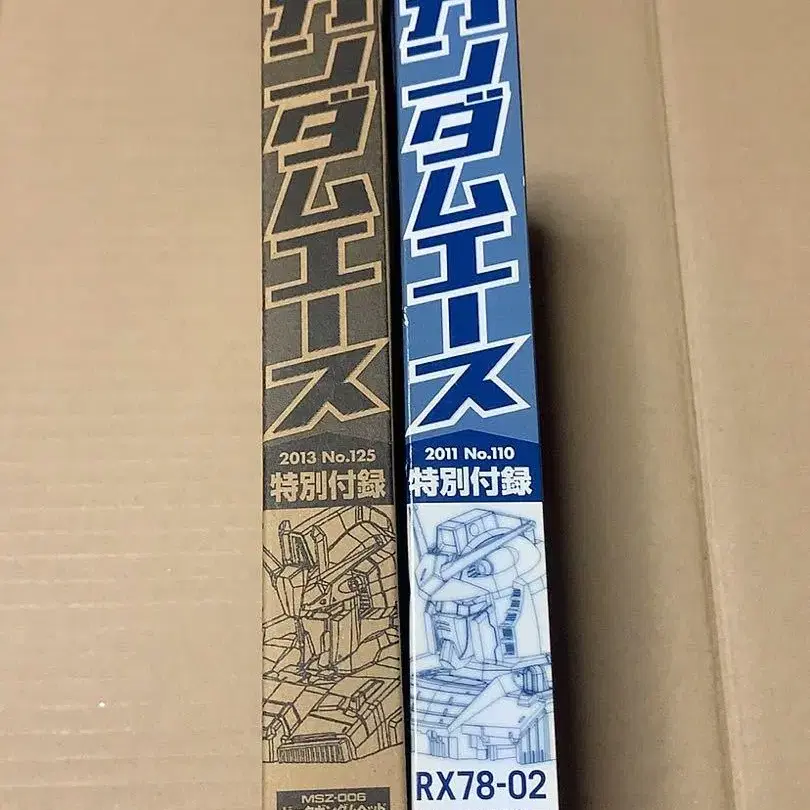 ガンダムエース
2013 No.125
特別付録
MSZ-006
ガンダムエース
2011 No.110
特別付録
RX78-02